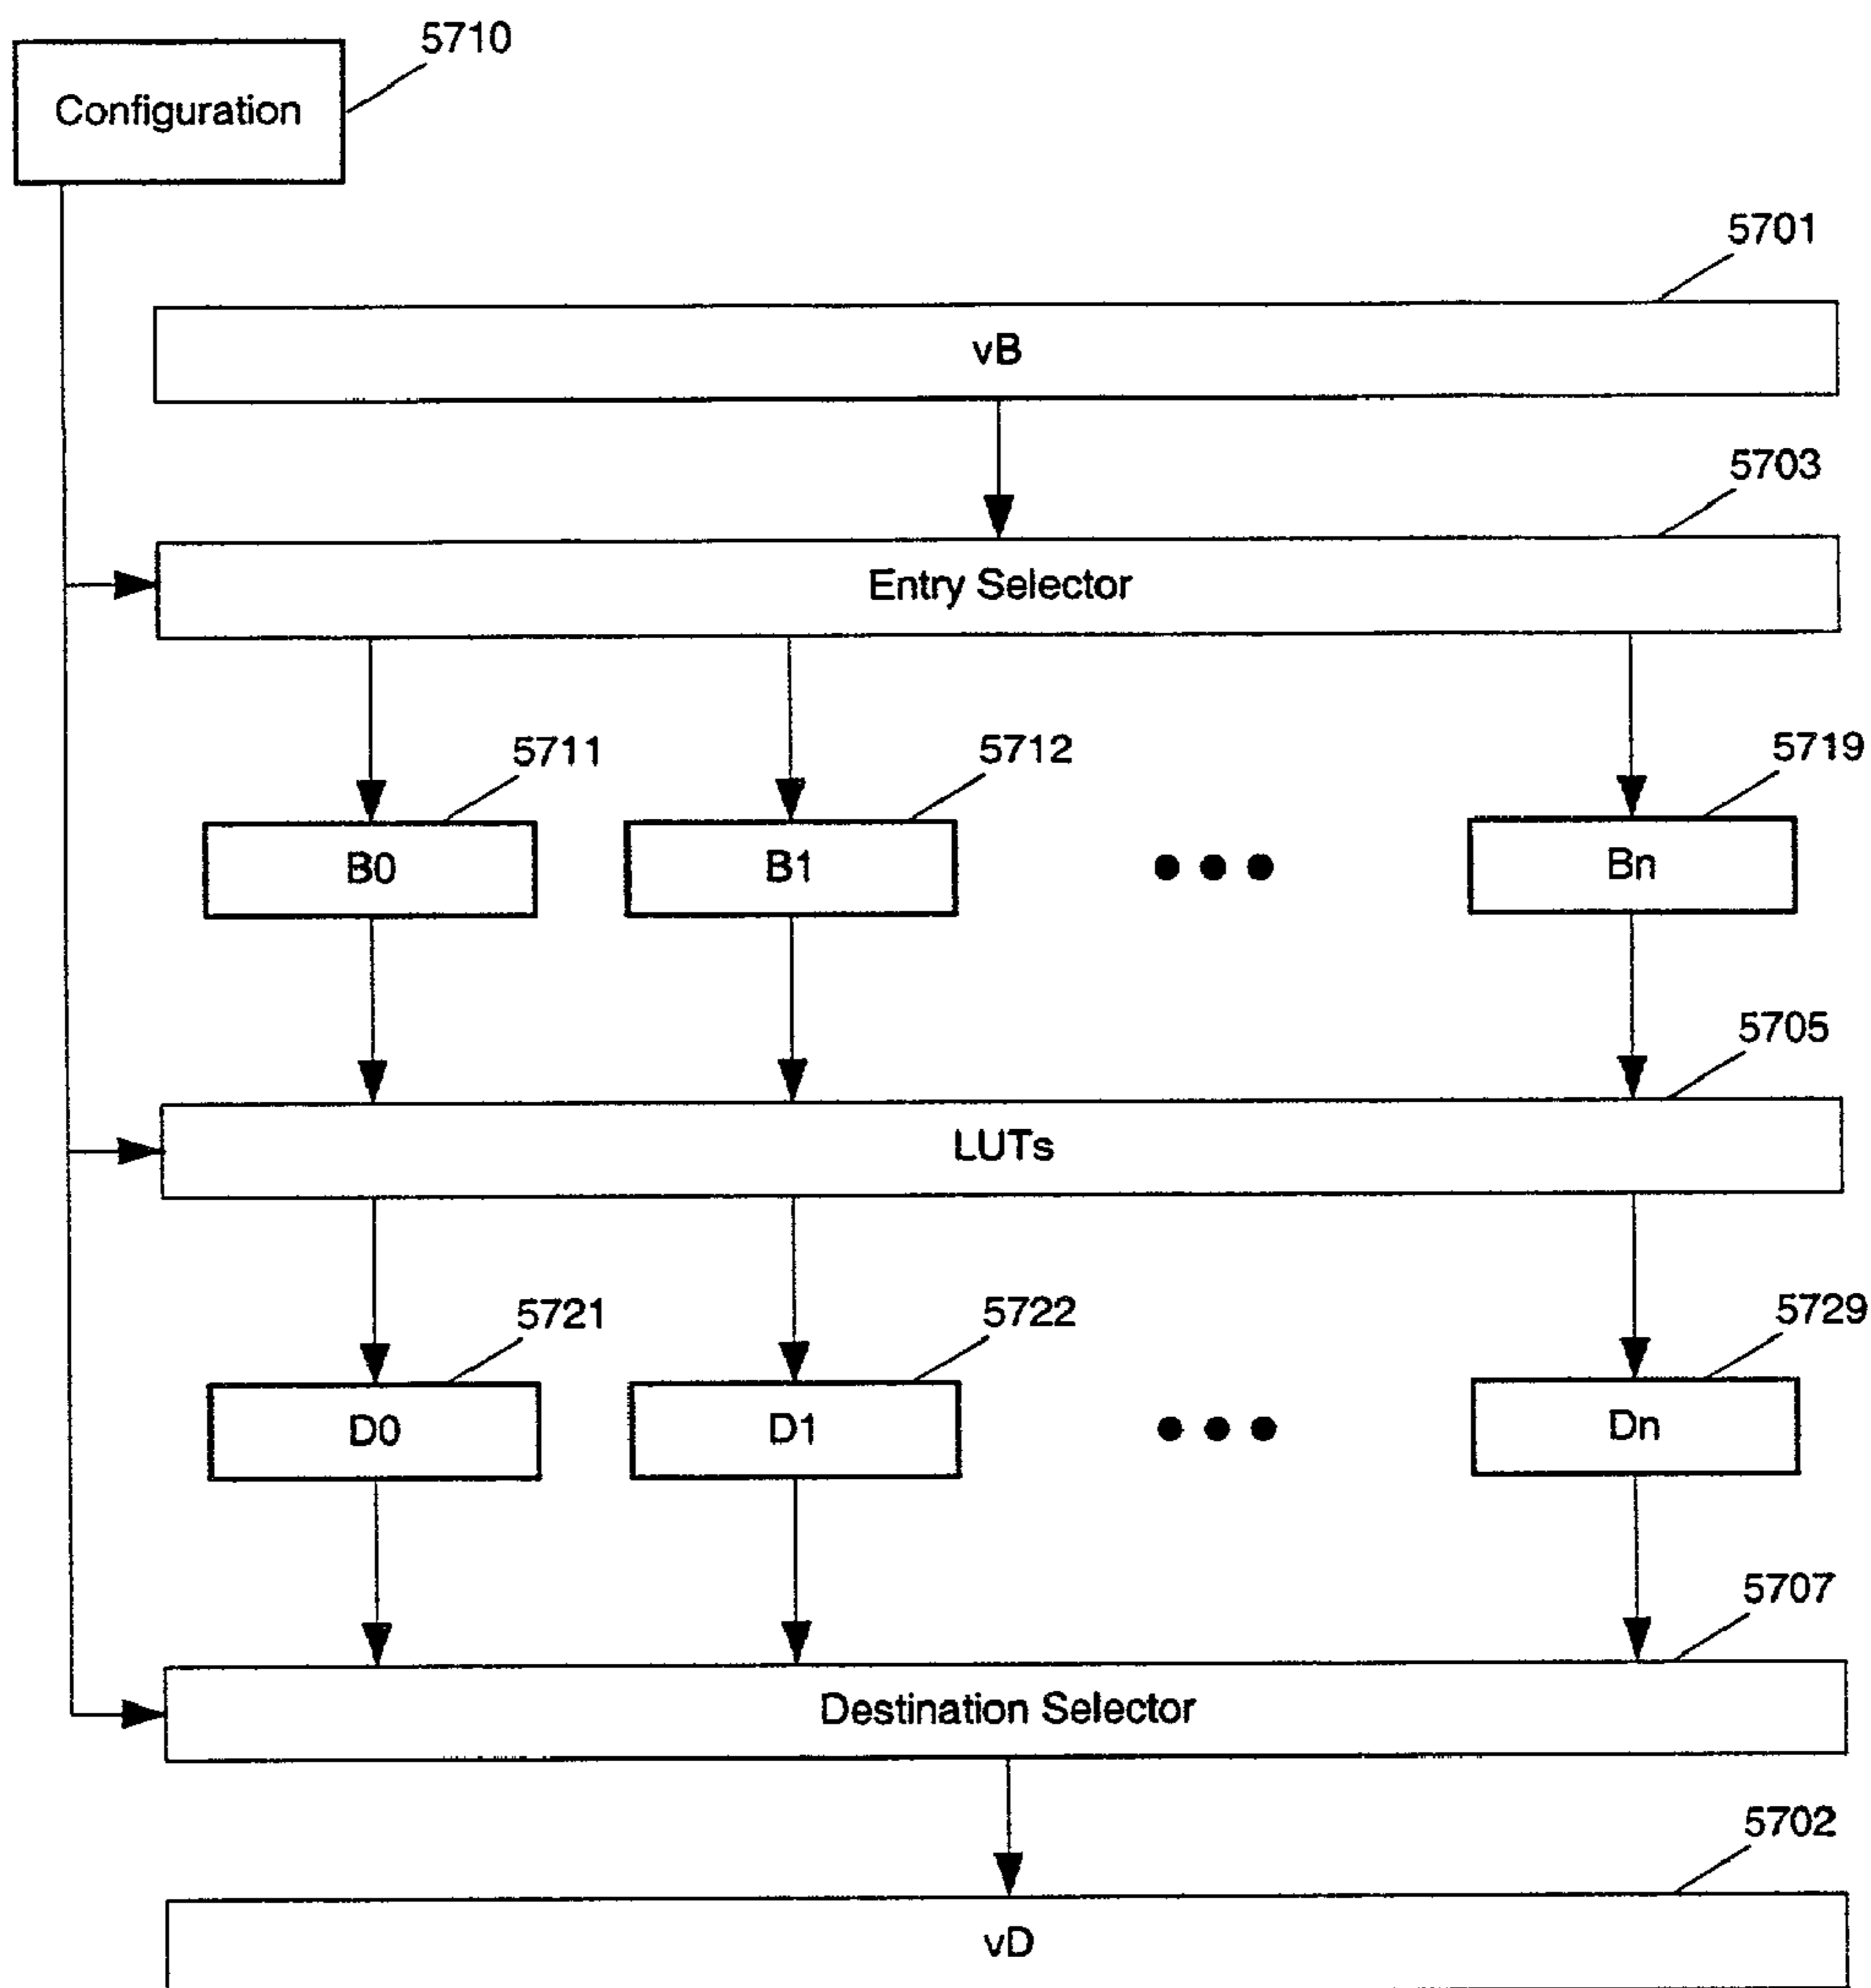 5710
Configuration
5701
vB
5703
Entry Selector
5711 5712 5719
B0 B1 Bn
5705
LUTs
5721 5722 5729
D0 D1 Dn
5707
Destination Selector
5702
vD